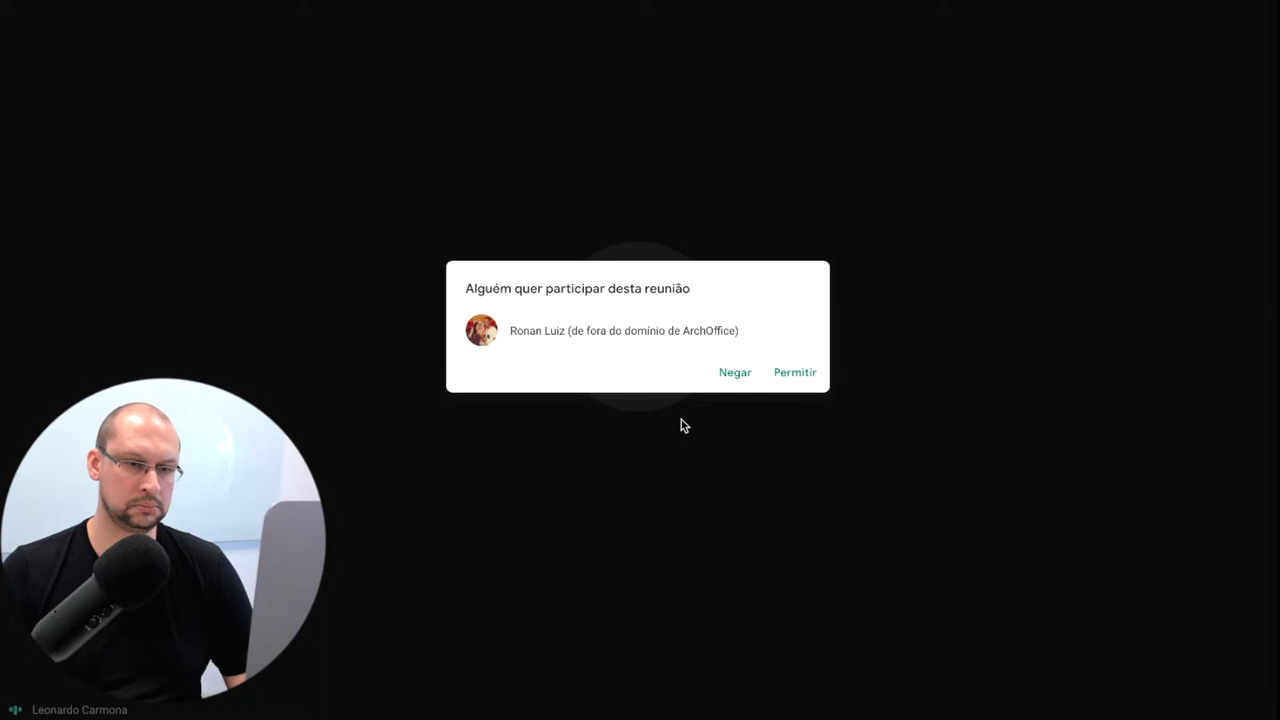 Alguém quer participar desta reunião
Ronan Luiz (de fora do domínio de ArchOffice)
Negar
Permitir
Leonardo Carmona